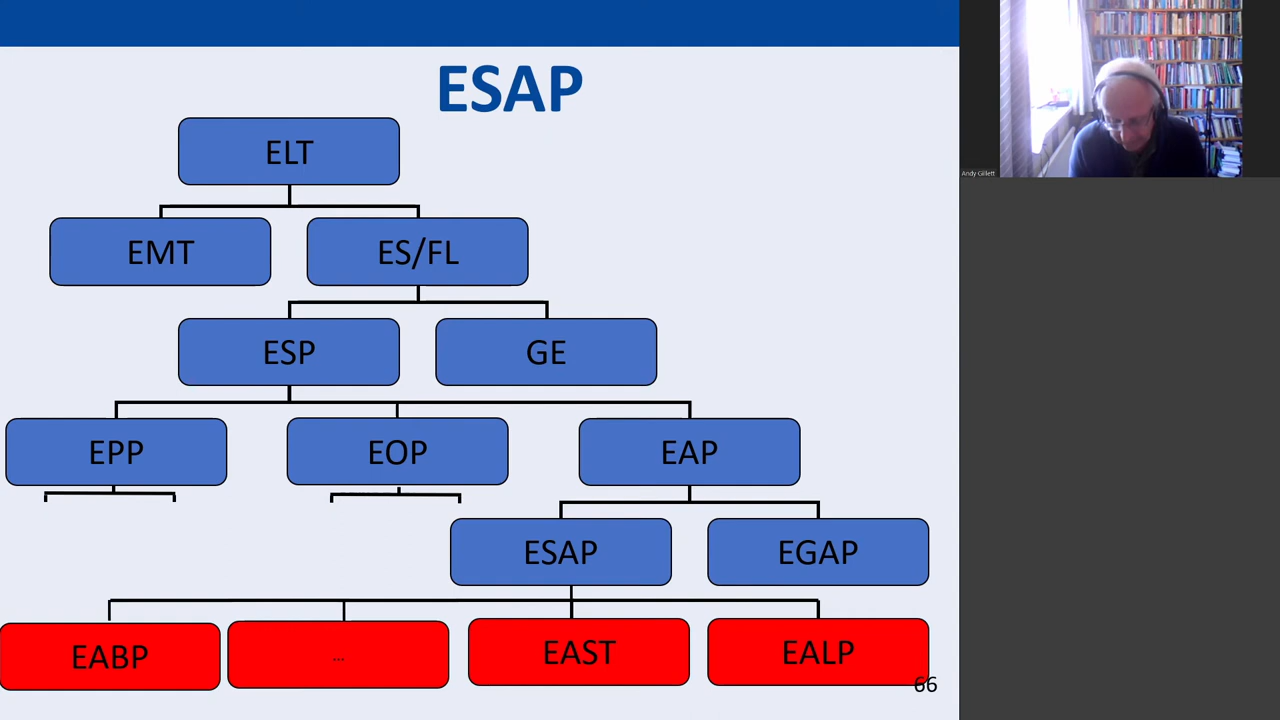 ESAP
ELT
EMT
ES/FL
ESP
GE
EPP
EOP
EAP
ESAP
EGAP
EABP
...
EAST
EALP
66
Andy Gillett